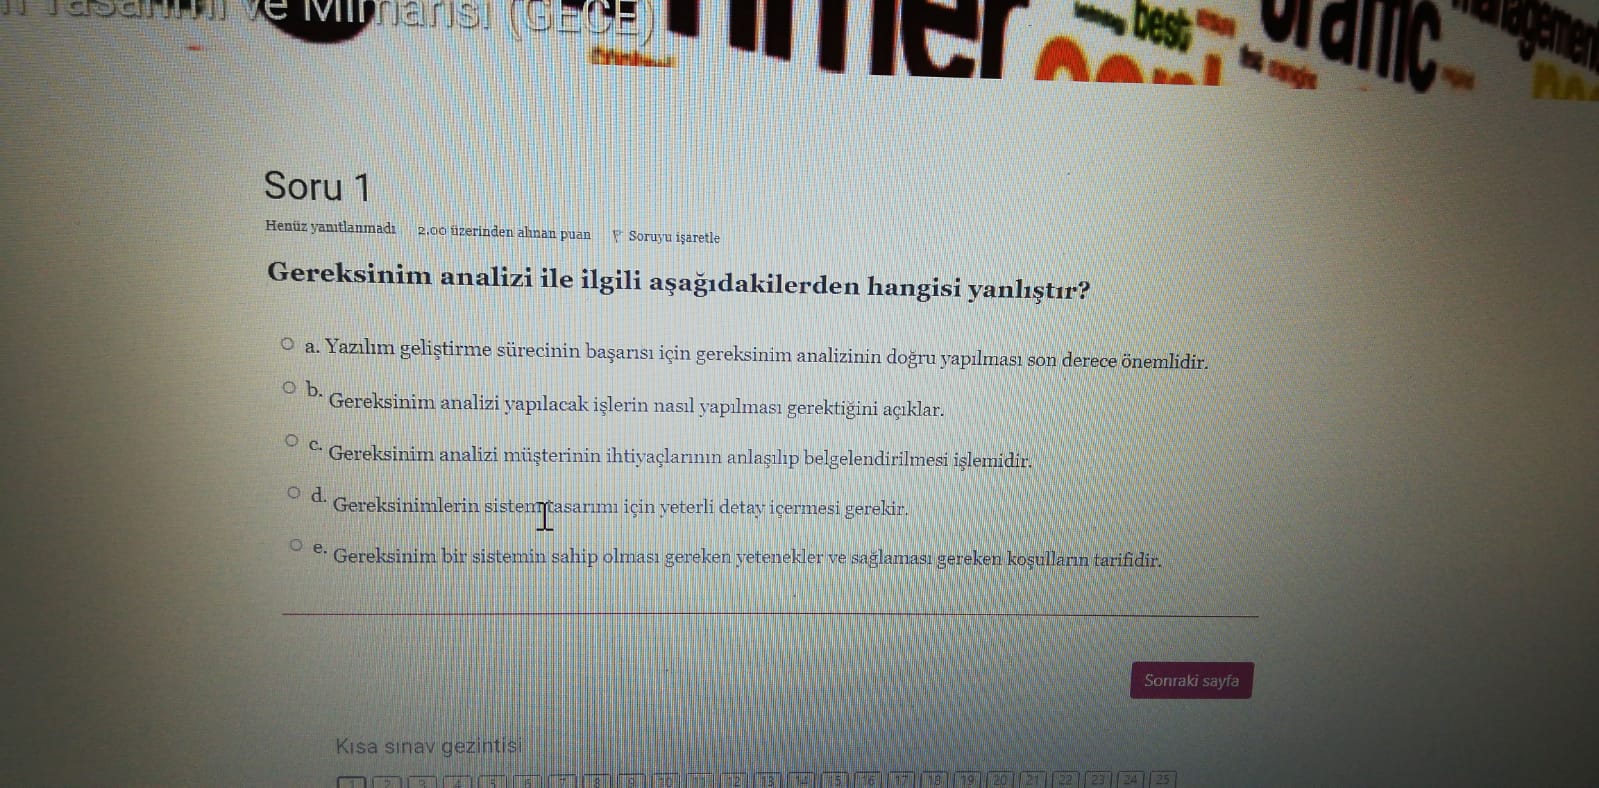 ve Mimarisi (GECE)
best
Soru 1
Henüz yanıtlanmadı 2.00 üzerinden alınan puan Soruyu işaretle
Gereksinim analizi ile ilgili aşağıdakilerden hangisi yanlıştır?
a. Yazılım geliştirme sürecinin başarısı için gereksinim analizinin doğru yapılması son derece önemlidir.
b. Gereksinim analizi yapılacak işlerin nasıl yapılması gerektiğini açıklar.
c. Gereksinim analizi müşterinin ihtiyaçlarının anlaşılıp belgelendirilmesi işlemidir.
d. Gereksinimlerin sistem tasarımı için yeterli detay içermesi gerekir.
e. Gereksinim bir sistemin sahip olması gereken yetenekler ve sağlaması gereken koşulların tarifidir.
Sonraki sayfa
Kısa sınav gezintisi
1 2 3 4 5 6 7 8 9 10 11 12 13 14 15 16 17 18 19 20 21 22 23 24 25